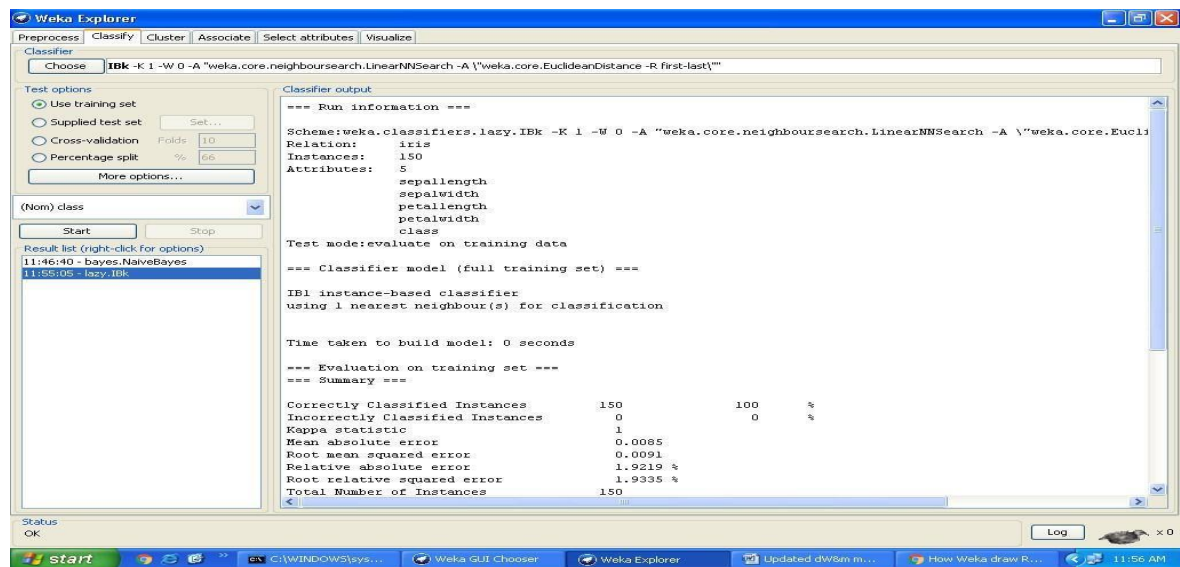 Weka Explorer
Preprocess Classify Cluster Associate Select attributes Visualize
Classifier
Choose IBk -K 1 -W 0 -A "weka.core.neighboursearch.LinearNNSearch -A \"weka.core.EuclideanDistance -R first-last\""
Test options
Use training set
Supplied test set Set...
Cross-validation Folds 10
Percentage split % 66
More options...
(Nom) class
Start Stop
Result list (right-click for options)
11:46:40 - bayes.NaiveBayes
11:55:05 - lazy.IBk
Classifier output
=== Run information ===
Scheme:weka.classifiers.lazy.IBk -K 1 -W 0 -A "weka.core.neighboursearch.LinearNNSearch -A \"weka.core.Eucli
Relation: iris
Instances: 150
Attributes: 5
sepallength
sepalwidth
petallength
petalwidth
class
Test mode:evaluate on training data
=== Classifier model (full training set) ===
IB1 instance-based classifier
using 1 nearest neighbour(s) for classification
Time taken to build model: 0 seconds
=== Evaluation on training set ===
=== Summary ===
Correctly Classified Instances 150 100 %
Incorrectly Classified Instances 0 0 %
Kappa statistic 1
Mean absolute error 0.0085
Root mean squared error 0.0091
Relative absolute error 1.9219 %
Root relative squared error 1.9335 %
Total Number of Instances 150
Status
OK
Log x 0
start C:\WINDOWS\sys... Weka GUI Chooser Weka Explorer Updated dW&m m... How Weka draw R... 11:56 AM